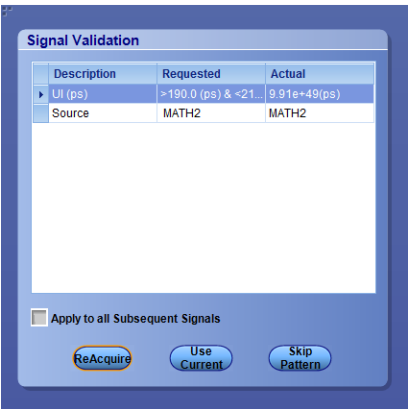 Signal Validation
Description Requested Actual
UI (ps) >190.0 (ps) & <21... 9.91e+49(ps)
Source MATH2 MATH2
Apply to all Subsequent Signals
ReAcquire
Use
Current
Skip
Pattern